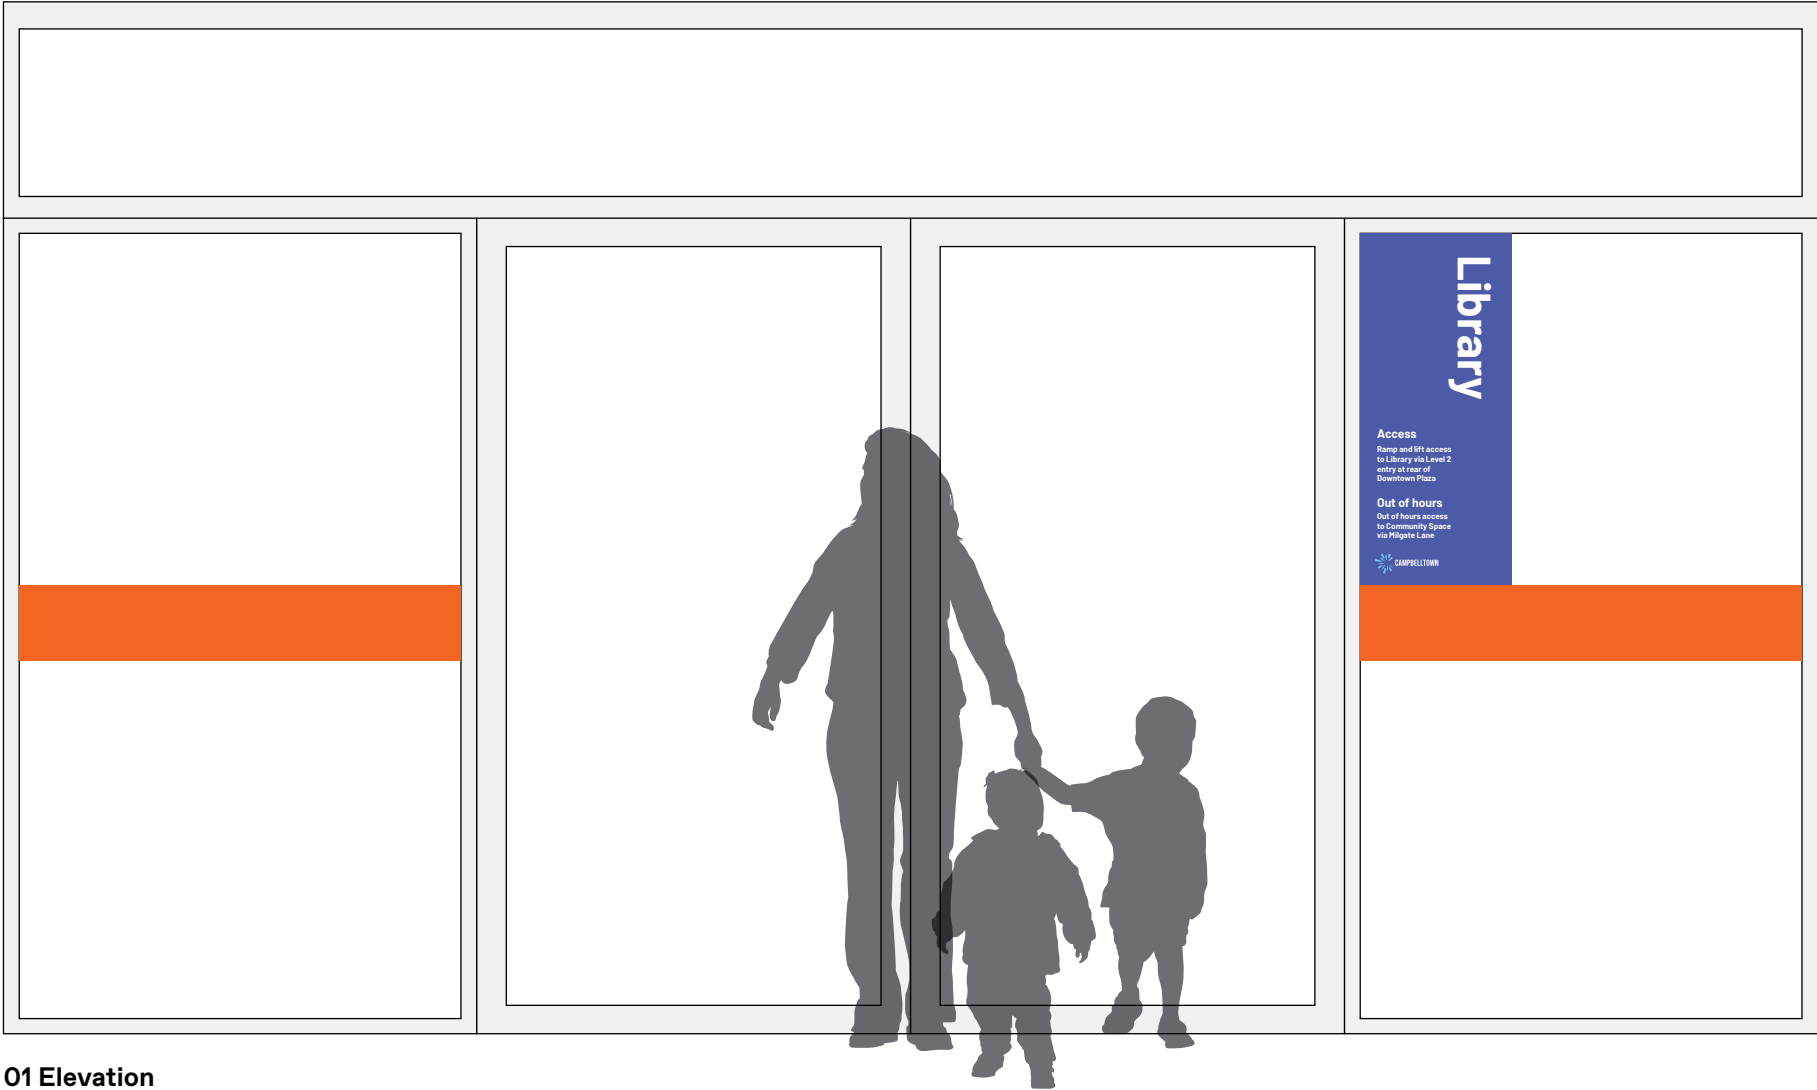 Library
Access
Ramp and lift access
to Library via Level 2
entry at rear of
Downtown Plaza
Out of hours
Out of hours access
to Community Space
via Milgate Lane
CAMPBELLTOWN
01 Elevation